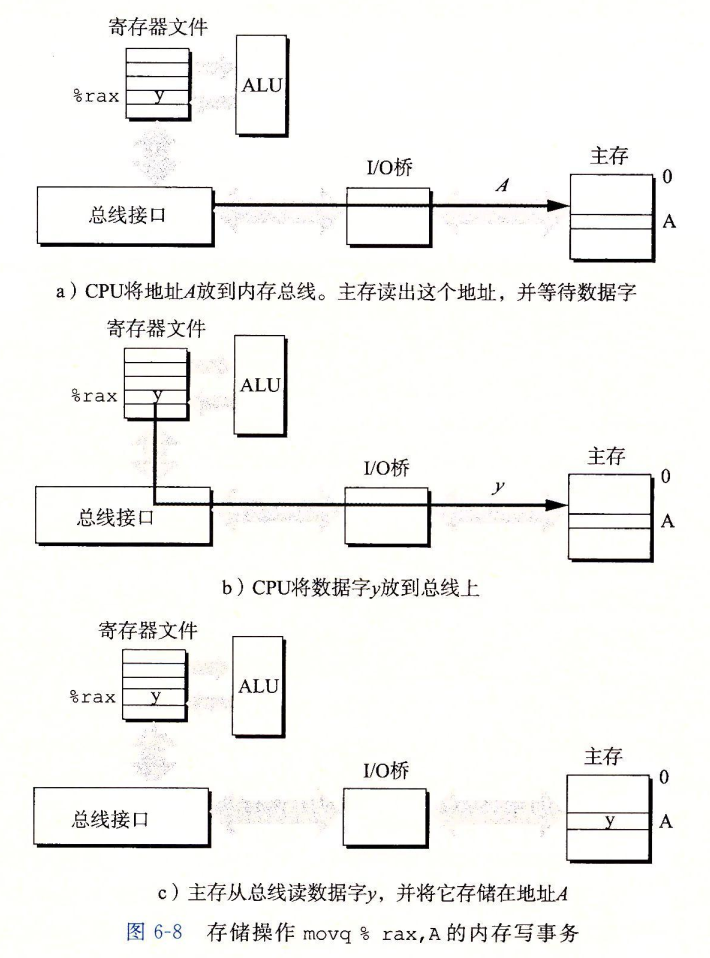 寄存器文件
ALU
%rax
y
I/O桥
主存
0
A
总线接口
A
a）CPU将地址A放到内存总线。主存读出这个地址，并等待数据字
寄存器文件
ALU
%rax
y
I/O桥
主存
0
y
总线接口
A
b）CPU将数据字y放到总线上
寄存器文件
ALU
%rax
y
I/O桥
主存
0
总线接口
y
A
c）主存从总线读数据字y，并将它存储在地址A
图 6-8 存储操作 movq % rax,A 的内存写事务